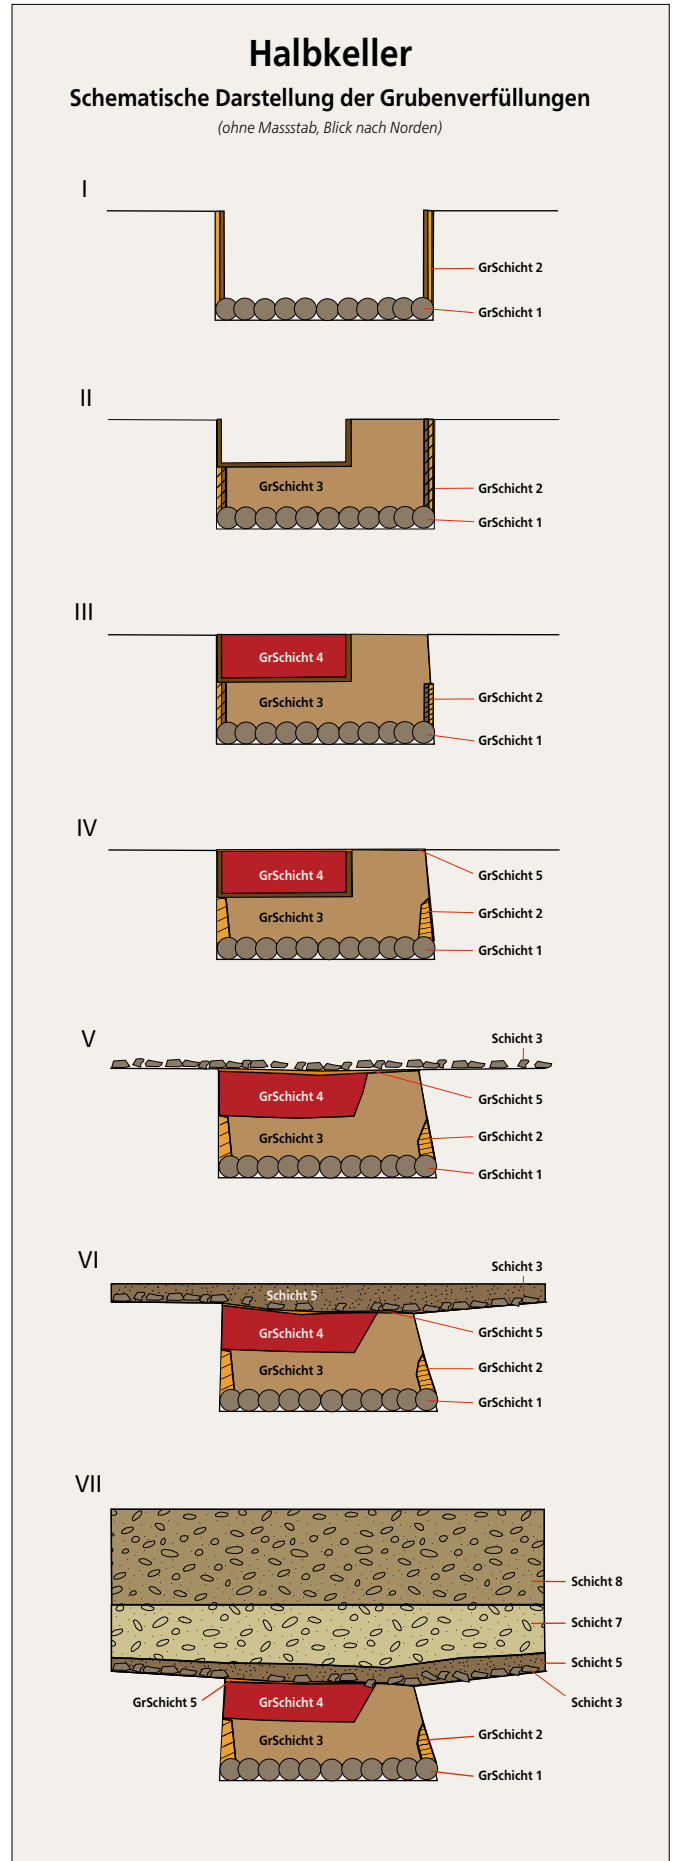 Halbkeller
Schematische Darstellung der Grubenverfüllungen
(ohne Massstab, Blick nach Norden)
I
GrSchicht 2
GrSchicht 1
II
GrSchicht 3
GrSchicht 2
GrSchicht 1
III
GrSchicht 4
GrSchicht 3
GrSchicht 2
GrSchicht 1
IV
GrSchicht 4
GrSchicht 5
GrSchicht 3
GrSchicht 2
GrSchicht 1
V
Schicht 3
GrSchicht 4
GrSchicht 5
GrSchicht 3
GrSchicht 2
GrSchicht 1
VI
Schicht 3
Schicht 5
GrSchicht 4
GrSchicht 5
GrSchicht 3
GrSchicht 2
GrSchicht 1
VII
Schicht 8
Schicht 7
Schicht 5
GrSchicht 5
GrSchicht 4
Schicht 3
GrSchicht 3
GrSchicht 2
GrSchicht 1